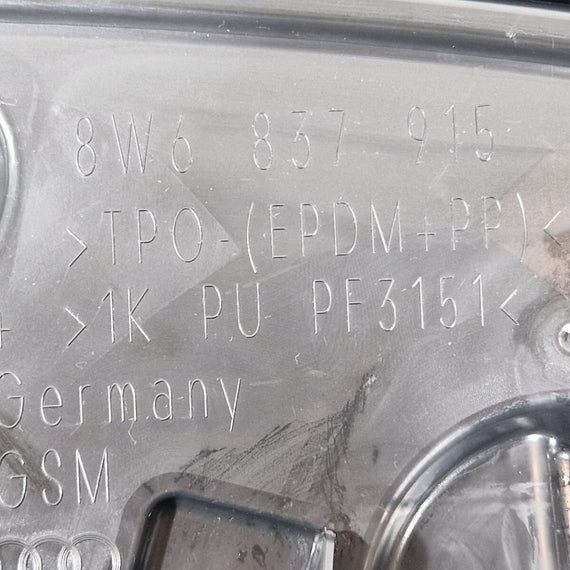 8W6 837 915
>TPO-(EPDM+PP)<
+ >1K PU PF3151<
Germany
GSM